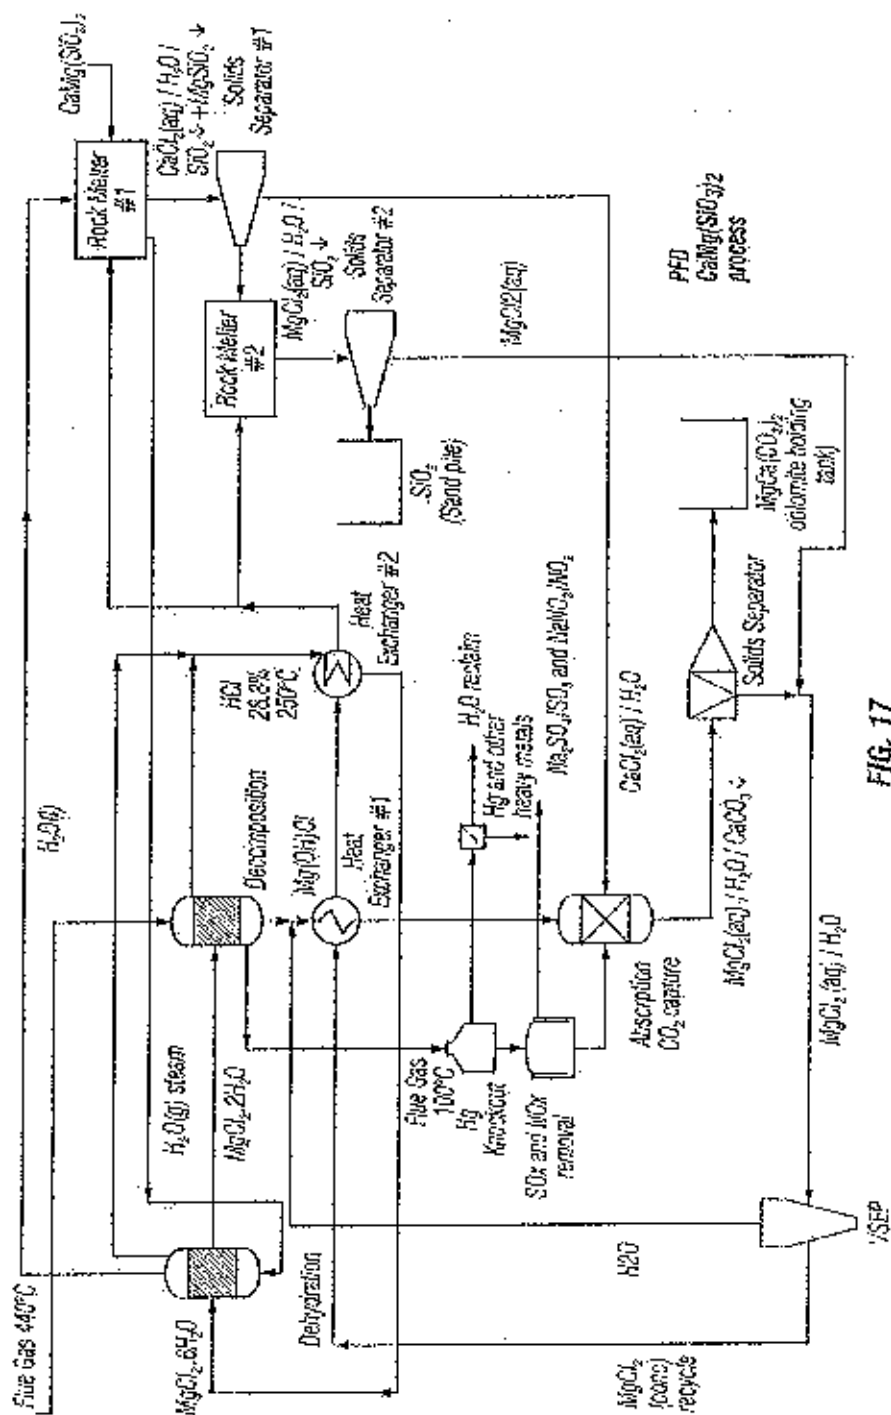 Flue Gas 440°C
H₂O(l)
CaMg(SiO₃)₂
Rock Melter
#1
CaCl₂(aq) / H₂O /
SiO₂ ↓ + MgSiO₃ ↓
Solids
Separator #1
Rock Melter
#2
MgCl₂(aq) / H₂O /
SiO₂ ↓
Solids
Separator #2
SiO₂
(Sand pile)
MgCl2(aq)
PFD
CaMg(SiO3)2
process
MgCl₂.6H₂O
H₂O(g) steam
MgCl₂.2H₂O
Decomposition
HCl
28.2%
250°C
Heat
Exchanger #2
Dehydration
Mg(OH)Cl
Heat
Exchanger #1
Flue Gas
100°C
Hg
Knockout
H₂O reclaim
Hg and other
heavy metals
SOx and NOx
removal
Na₂SO₄/SO₃ and NaNO₃/NO₂
Absorption
CO₂ capture
CaCl₂(aq) / H₂O
MgCl₂(aq) / H₂O / CaCO₃ ↓
Solids Separator
MgCa(CO₃)₂
dolomite holding
tank)
H2O
MgCl₂
(conc)
recycle
MgCl₂ (aq) / H₂O
VSEP
FIG. 17